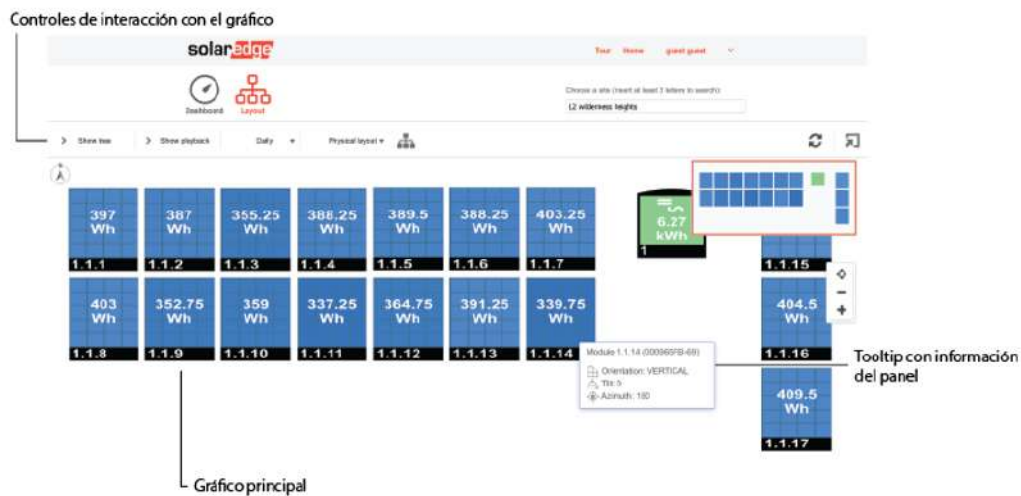 Controles de interacción con el gráfico
solaredge
Tour Home guest guest
Choose a site (insert at least 3 letters to search):
12 wilderness heights
Dashboard Layout
Show tree Show playback Daily Physical layout
397 Wh 387 Wh 355.25 Wh 388.25 Wh 389.5 Wh 388.25 Wh 403.25 Wh 6.27 kWh
1.1.1 1.1.2 1.1.3 1.1.4 1.1.5 1.1.6 1.1.7 1 1.1.15
403 Wh 352.75 Wh 359 Wh 337.25 Wh 364.75 Wh 391.25 Wh 339.75 Wh 404.5 Wh
1.1.8 1.1.9 1.1.10 1.1.11 1.1.12 1.1.13 1.1.14 1.1.16
Module 1.1.14
Orientation: VERTICAL
Azimuth: 180
Tooltip con información
del panel
409.5 Wh
1.1.17
Gráfico principal